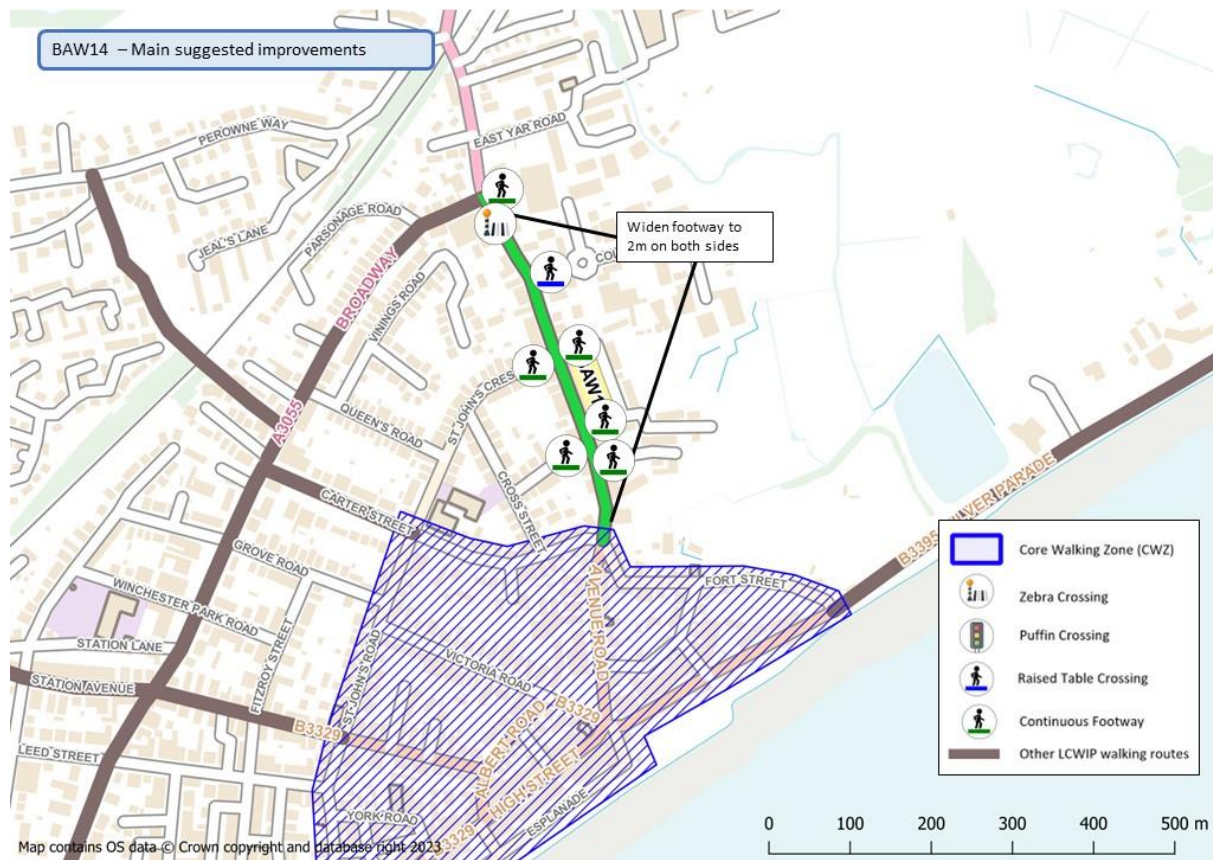 BAW14 – Main suggested improvements
PEROWNE WAY
EAST YAR ROAD
PARSONAGE ROAD
JEAL'S LANE
Widen footway to
2m on both sides
BROADWAY
VININGS ROAD
A3055
QUEEN'S ROAD
ST JOHN'S CRES
CROSS STREET
CARTER STREET
GROVE ROAD
WINCHESTER PARK ROAD
STATION LANE
STATION AVENUE
FITZROY STREET
ST JOHN'S ROAD
B3329
LEED STREET
VICTORIA ROAD
AVENUE ROAD
FORT STREET
B3395
B3329
ALBERT ROAD
HIGH STREET
B3329
YORK ROAD
ESPLANADE
Core Walking Zone (CWZ)
Zebra Crossing
Puffin Crossing
Raised Table Crossing
Continuous Footway
Other LCWIP walking routes
0 100 200 300 400 500 m
Map contains OS data © Crown copyright and database right 2023